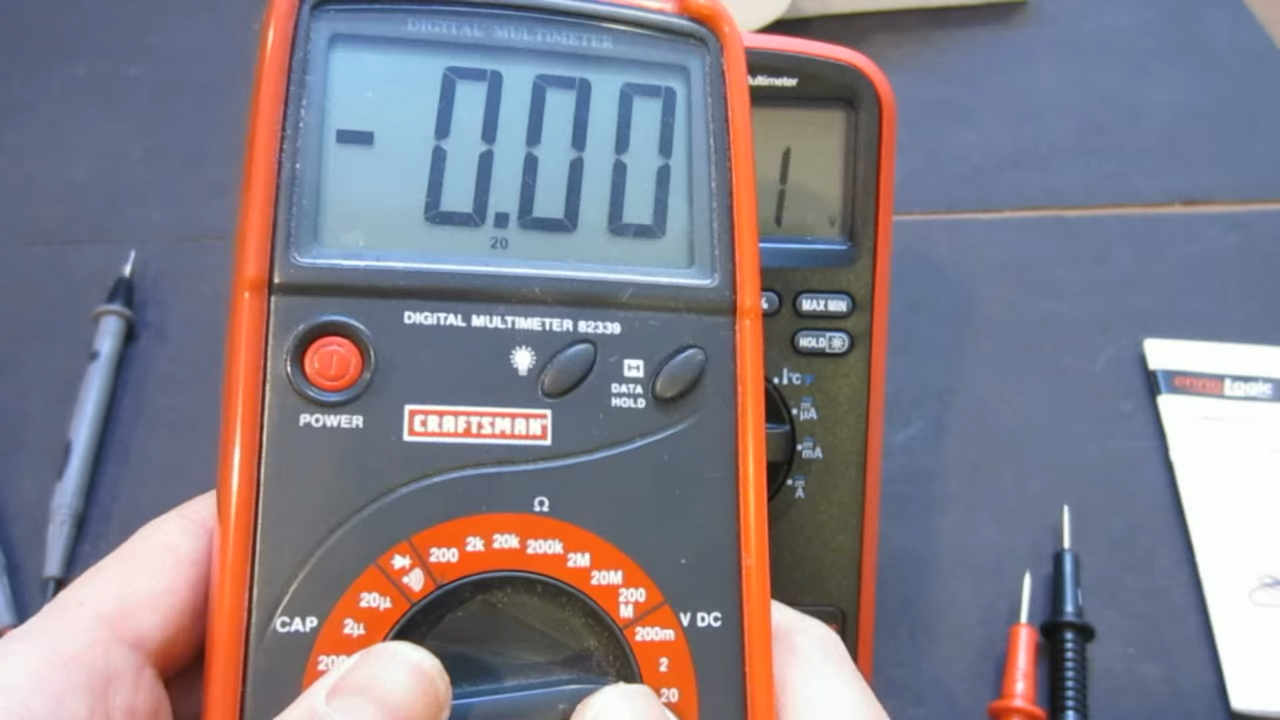 DIGITAL MULTIMETER
- 0.00
20
DIGITAL MULTIMETER 82339
DATA
HOLD
POWER
CRAFTSMAN
Ω
200 2k 20k 200k 2M 20M 200
M
20µ
2µ
CAP
V DC
200m
2
20
1
V
MAX MIN
HOLD
°C
µA
mA
A